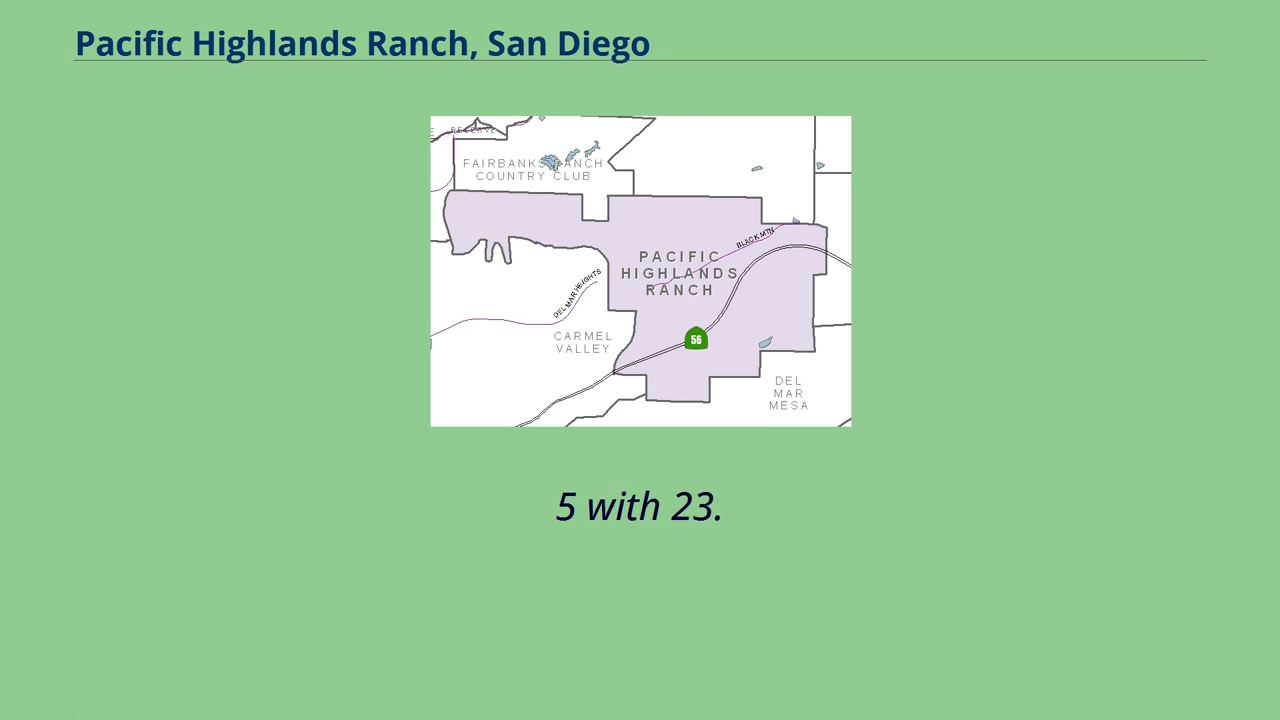 Pacific Highlands Ranch, San Diego
RESERVE
FAIRBANKS RANCH
COUNTRY CLUB
BLACK MTN
PACIFIC
HIGHLANDS
RANCH
DEL MAR HEIGHTS
56
CARMEL
VALLEY
DEL
MAR
MESA
5 with 23.